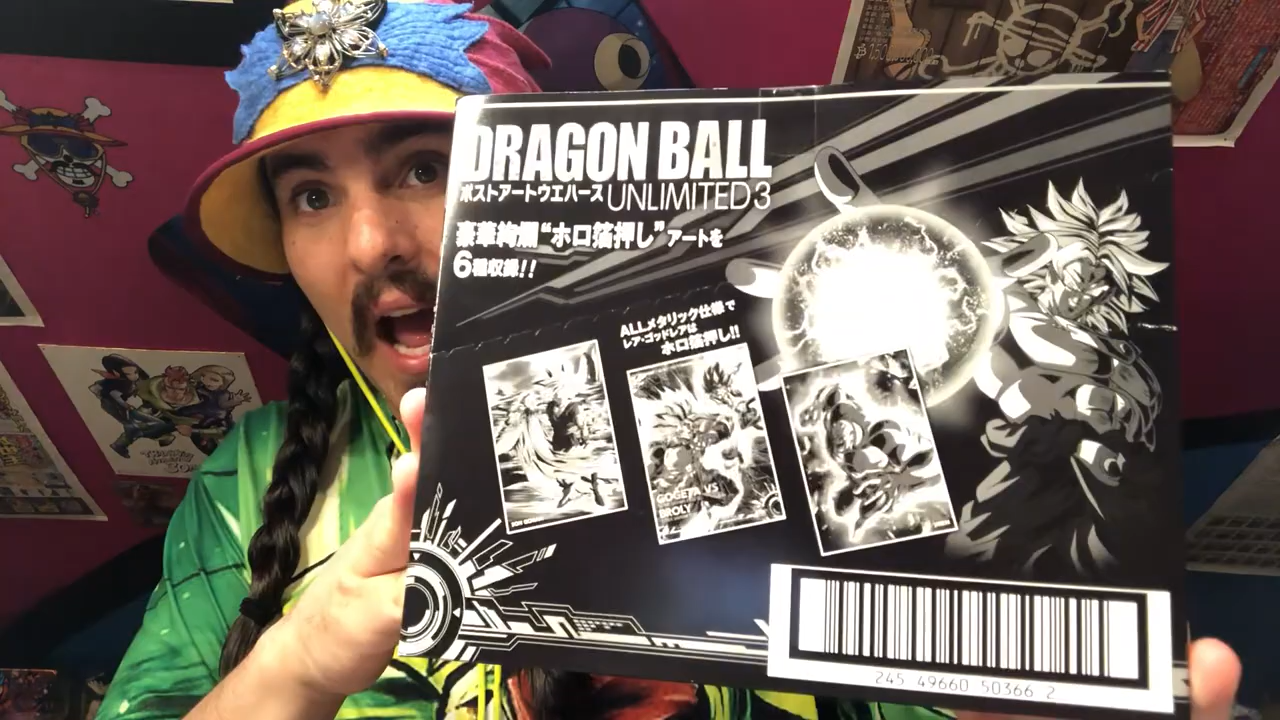 DRAGON BALL
ポストアートウエハース UNLIMITED 3
豪華絢爛“ホロ箔押し”アートを
6種収録!!
ALLメタリック仕様で
レア・ゴッドレアは
ホロ箔押し!!
GOGETA VS
BROLY
245 49660 50366 2